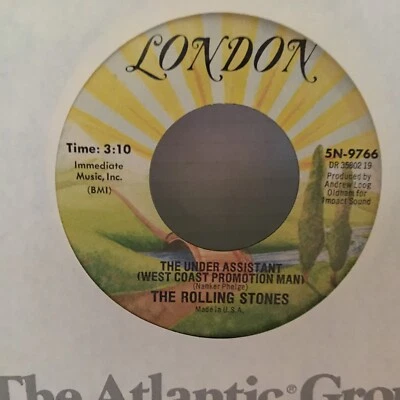 LONDON
Time: 3:10
Immediate
Music, Inc.
(BMI)
5N-9766
DR 35602 19
Produced by
Andrew Loog
Oldham for
Impact Sound
THE UNDER ASSISTANT
(WEST COAST PROMOTION MAN)
(Nanker Phelge)
THE ROLLING STONES
Made in U.S.A.
The Atlantic® Gro